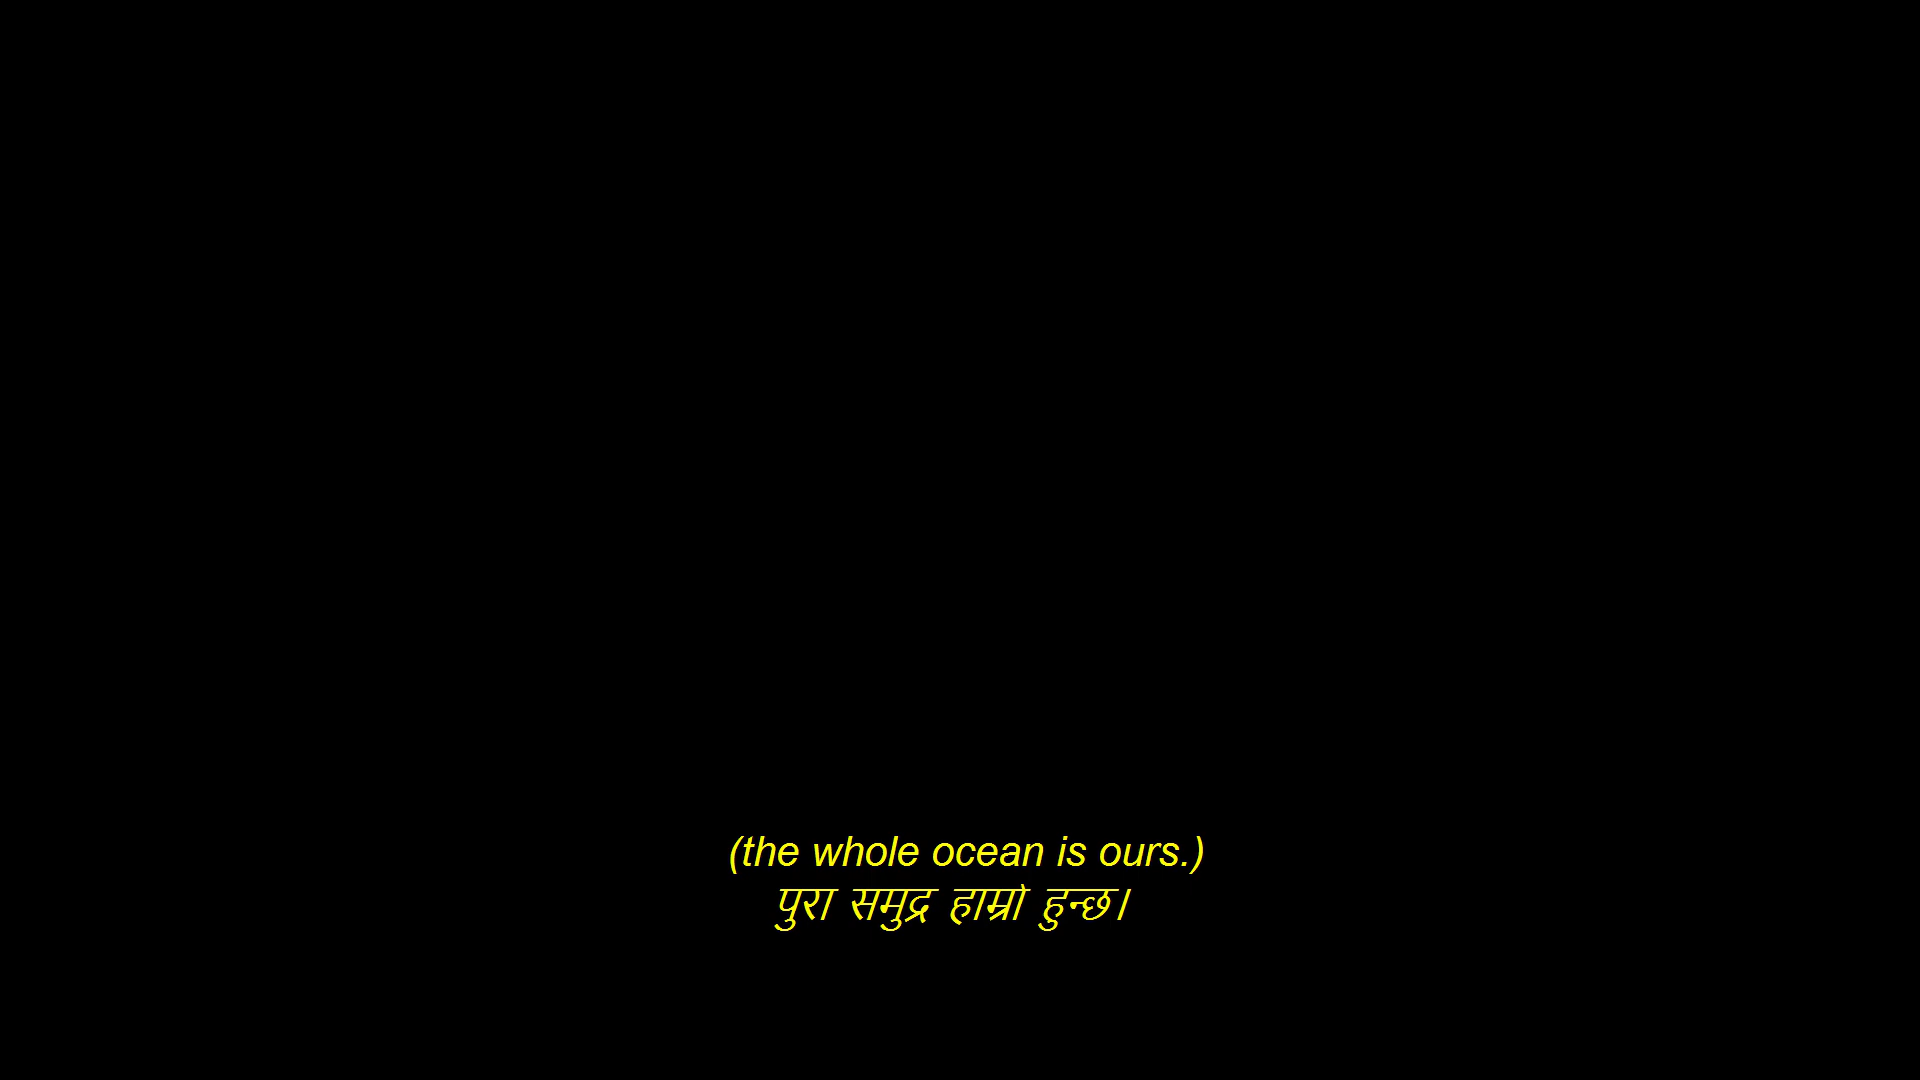 (the whole ocean is ours.)
पुरा समुद्र हाम्रो हुन्छ।